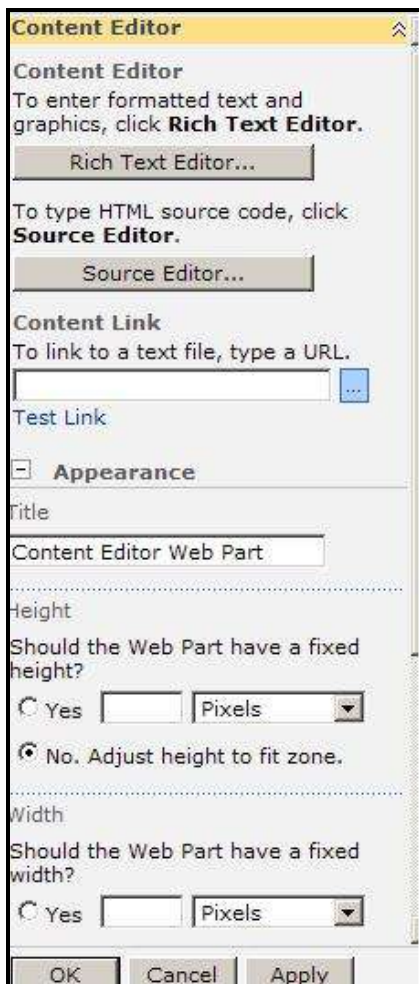 Content Editor
Content Editor
To enter formatted text and
graphics, click Rich Text Editor.
Rich Text Editor...
To type HTML source code, click
Source Editor.
Source Editor...
Content Link
To link to a text file, type a URL.
...
Test Link
Appearance
Title
Content Editor Web Part
Height
Should the Web Part have a fixed
height?
Yes Pixels
No. Adjust height to fit zone.
Width
Should the Web Part have a fixed
width?
Yes Pixels
OK Cancel Apply